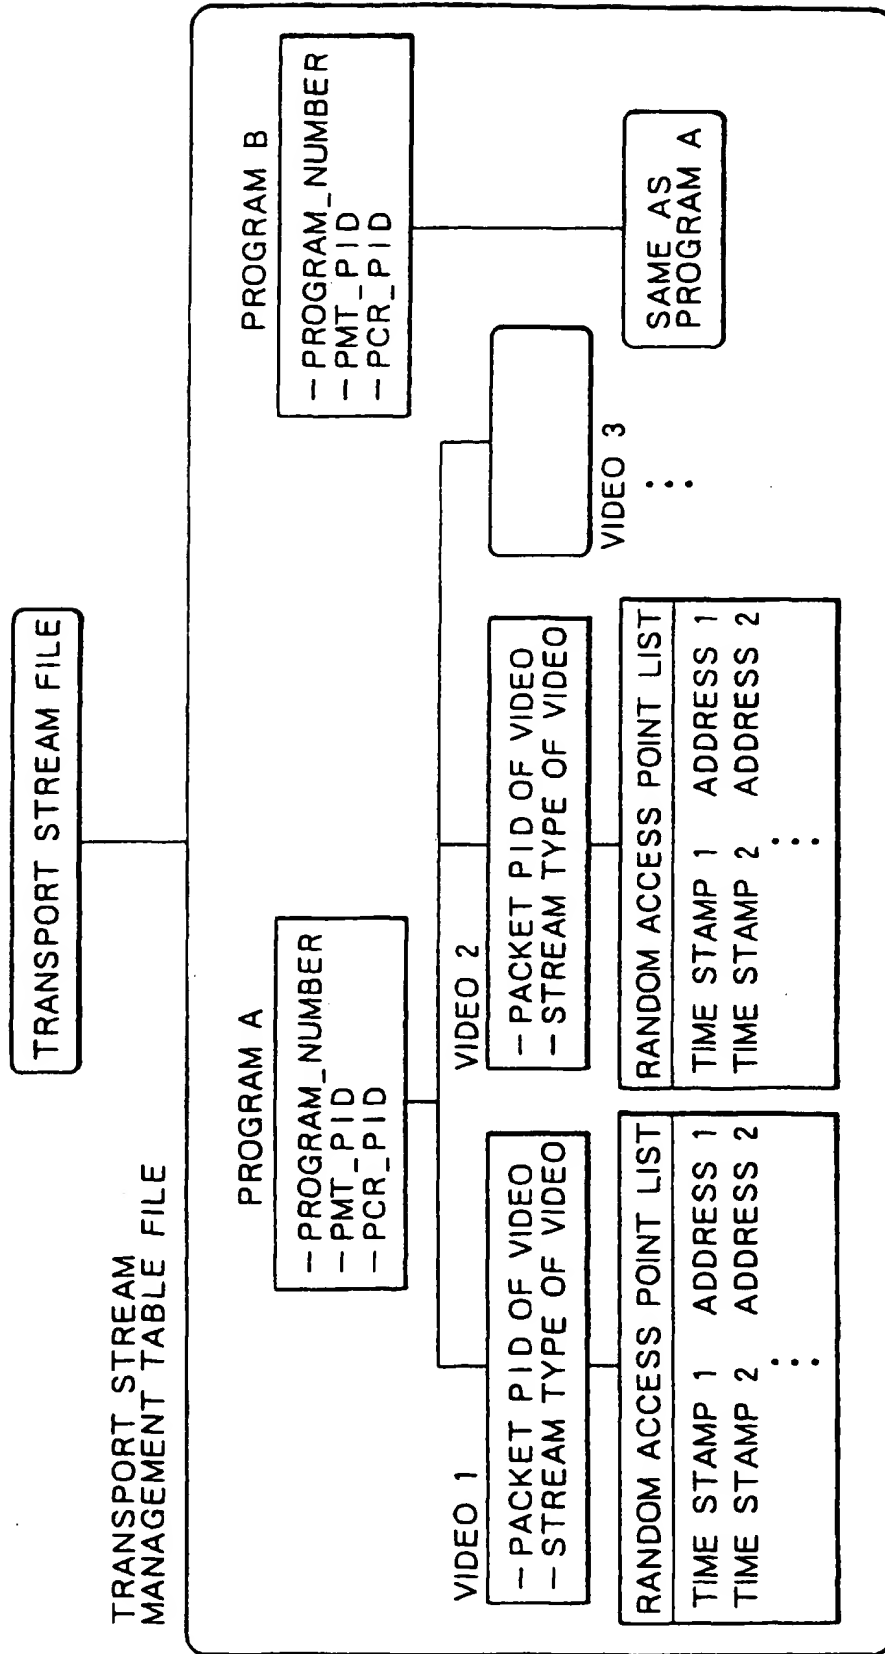 TRANSPORT STREAM FILE
TRANSPORT STREAM
MANAGEMENT TABLE FILE
PROGRAM A
– PROGRAM_NUMBER
– PMT_PID
– PCR_PID
PROGRAM B
– PROGRAM_NUMBER
– PMT_PID
– PCR_PID
VIDEO 1
– PACKET PID OF VIDEO
– STREAM TYPE OF VIDEO
RANDOM ACCESS POINT LIST
TIME STAMP 1 ADDRESS 1
TIME STAMP 2 ADDRESS 2
⋮
VIDEO 2
– PACKET PID OF VIDEO
– STREAM TYPE OF VIDEO
RANDOM ACCESS POINT LIST
TIME STAMP 1 ADDRESS 1
TIME STAMP 2 ADDRESS 2
⋮
VIDEO 3
⋮
SAME AS
PROGRAM A